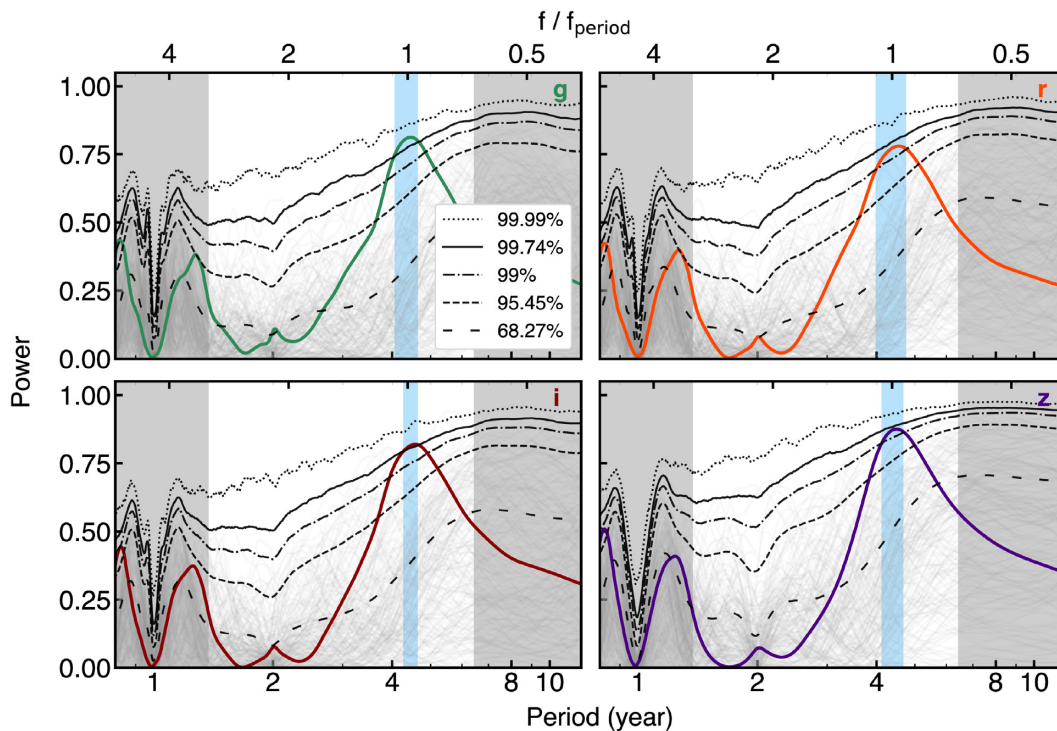 f / f_period
4 2 1 0.5 4 2 1 0.5
1.00 g r
0.75
0.50
0.25
0.00
99.99%
99.74%
99%
95.45%
68.27%
Power
1.00 i z
0.75
0.50
0.25
0.00
1 2 4 8 10 1 2 4 8 10
Period (year)